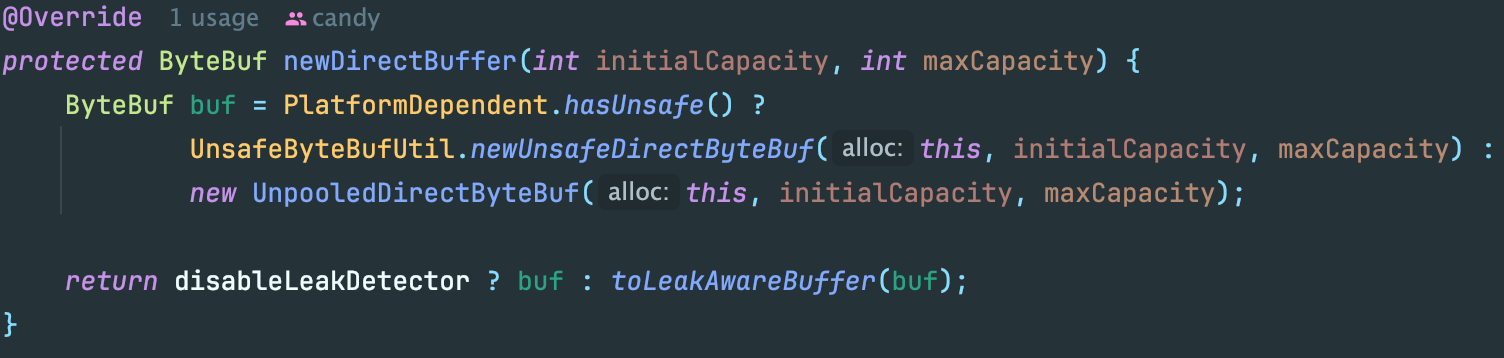 @Override 1 usage candy
protected ByteBuf newDirectBuffer(int initialCapacity, int maxCapacity) {
    ByteBuf buf = PlatformDependent.hasUnsafe() ?
            UnsafeByteBufUtil.newUnsafeDirectByteBuf( alloc: this, initialCapacity, maxCapacity) :
            new UnpooledDirectByteBuf( alloc: this, initialCapacity, maxCapacity);
    return disableLeakDetector ? buf : toLeakAwareBuffer(buf);
}